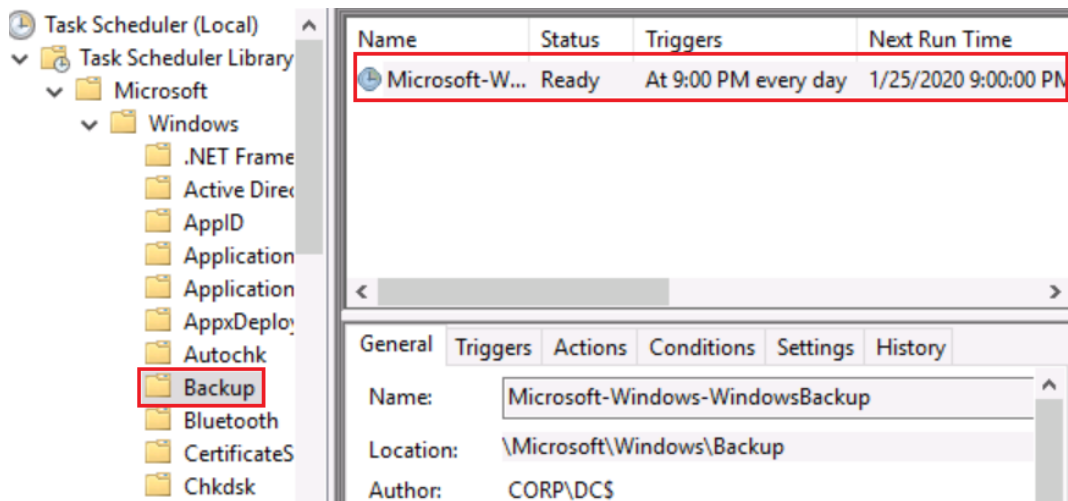 Task Scheduler (Local)
Task Scheduler Library
Microsoft
Windows
.NET Frame
Active Direc
AppID
Application
Application
AppxDeploy
Autochk
Backup
Bluetooth
CertificateS
Chkdsk
Name Status Triggers Next Run Time
Microsoft-W... Ready At 9:00 PM every day 1/25/2020 9:00:00 PM
General Triggers Actions Conditions Settings History
Name: Microsoft-Windows-WindowsBackup
Location: \Microsoft\Windows\Backup
Author: CORP\DC$